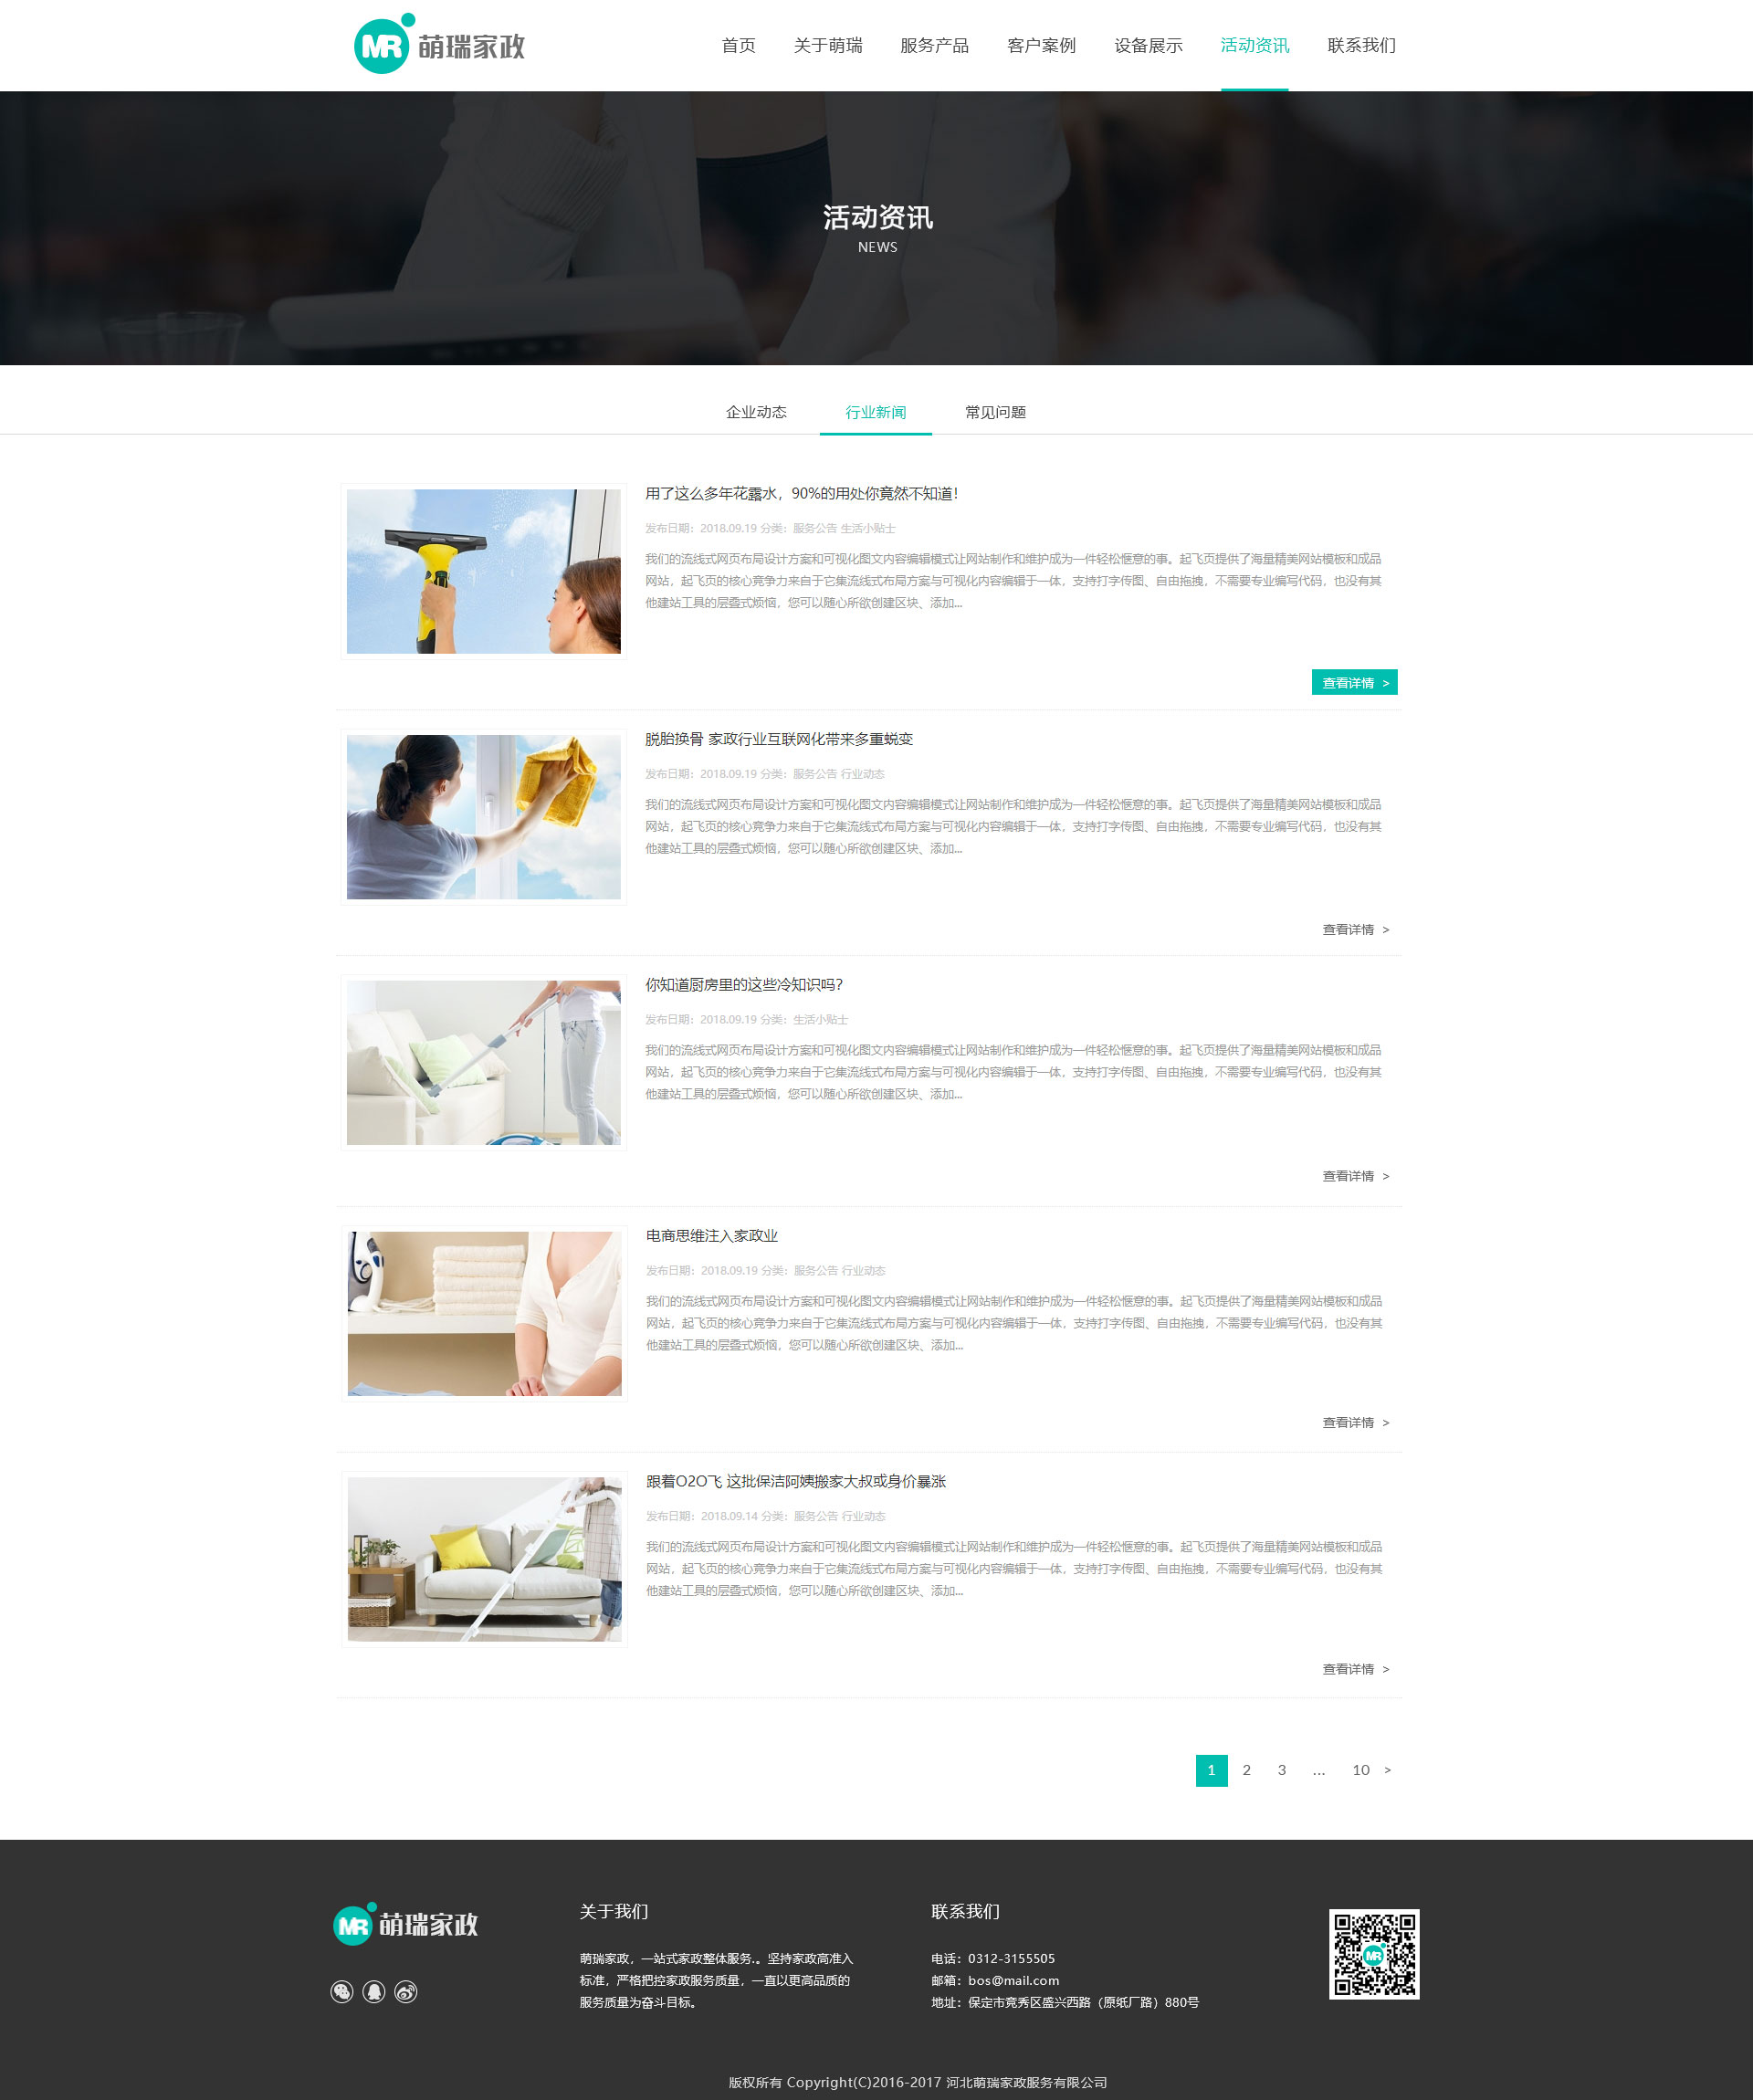 MR 萌瑞家政
首页 关于萌瑞 服务产品 客户案例 设备展示 活动资讯 联系我们
活动资讯
NEWS
企业动态 行业新闻 常见问题
用了这么多年花露水，90%的用处你竟然不知道！
发布日期：2018.09.19 分类：服务公告 生活小贴士
我们的流线式网页布局设计方案和可视化图文内容编辑模式让网站制作和维护成为一件轻松惬意的事。起飞页提供了海量精美网站模板和成品
网站，起飞页的核心竞争力来自于它集流线式布局方案与可视化内容编辑于一体，支持打字传图、自由拖拽，不需要专业编写代码，也没有其
他建站工具的层叠式烦恼，您可以随心所欲创建区块、添加...
查看详情 >
脱胎换骨 家政行业互联网化带来多重蜕变
发布日期：2018.09.19 分类：服务公告 行业动态
我们的流线式网页布局设计方案和可视化图文内容编辑模式让网站制作和维护成为一件轻松惬意的事。起飞页提供了海量精美网站模板和成品
网站，起飞页的核心竞争力来自于它集流线式布局方案与可视化内容编辑于一体，支持打字传图、自由拖拽，不需要专业编写代码，也没有其
他建站工具的层叠式烦恼，您可以随心所欲创建区块、添加...
查看详情 >
你知道厨房里的这些冷知识吗？
发布日期：2018.09.19 分类：生活小贴士
我们的流线式网页布局设计方案和可视化图文内容编辑模式让网站制作和维护成为一件轻松惬意的事。起飞页提供了海量精美网站模板和成品
网站，起飞页的核心竞争力来自于它集流线式布局方案与可视化内容编辑于一体，支持打字传图、自由拖拽，不需要专业编写代码，也没有其
他建站工具的层叠式烦恼，您可以随心所欲创建区块、添加...
查看详情 >
电商思维注入家政业
发布日期：2018.09.19 分类：服务公告 行业动态
我们的流线式网页布局设计方案和可视化图文内容编辑模式让网站制作和维护成为一件轻松惬意的事。起飞页提供了海量精美网站模板和成品
网站，起飞页的核心竞争力来自于它集流线式布局方案与可视化内容编辑于一体，支持打字传图、自由拖拽，不需要专业编写代码，也没有其
他建站工具的层叠式烦恼，您可以随心所欲创建区块、添加...
查看详情 >
跟着O2O飞 这批保洁阿姨搬家大叔或身价暴涨
发布日期：2018.09.14 分类：服务公告 行业动态
我们的流线式网页布局设计方案和可视化图文内容编辑模式让网站制作和维护成为一件轻松惬意的事。起飞页提供了海量精美网站模板和成品
网站，起飞页的核心竞争力来自于它集流线式布局方案与可视化内容编辑于一体，支持打字传图、自由拖拽，不需要专业编写代码，也没有其
他建站工具的层叠式烦恼，您可以随心所欲创建区块、添加...
查看详情 >
1 2 3 ... 10 >
MR 萌瑞家政
关于我们
萌瑞家政，一站式家政整体服务.。坚持家政高准入
标准，严格把控家政服务质量，一直以更高品质的
服务质量为奋斗目标。
联系我们
电话：0312-3155505
邮箱：bos@mail.com
地址：保定市竞秀区盛兴西路（原纸厂路）880号
MR
版权所有 Copyright(C)2016-2017 河北萌瑞家政服务有限公司